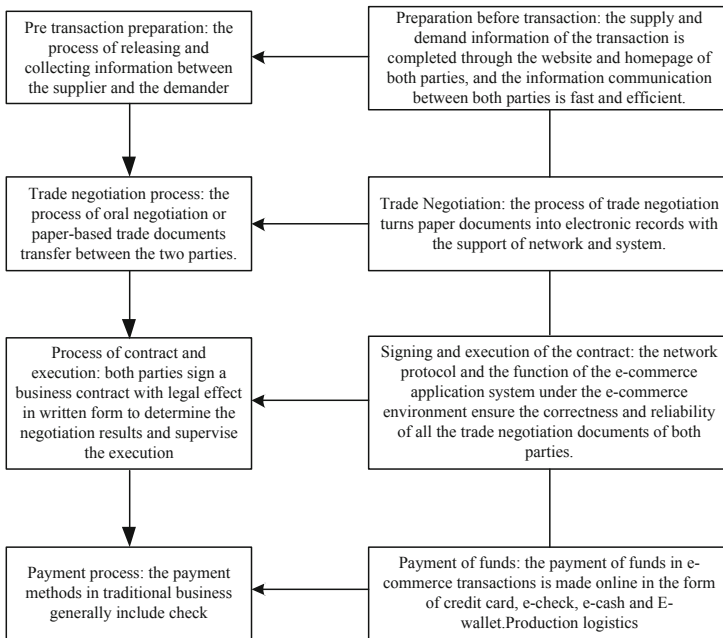 Pre transaction preparation: the
process of releasing and
collecting information between
the supplier and the demander
Preparation before transaction: the supply and
demand information of the transaction is
completed through the website and homepage of
both parties, and the information communication
between both parties is fast and efficient.
Trade negotiation process: the
process of oral negotiation or
paper-based trade documents
transfer between the two parties.
Trade Negotiation: the process of trade negotiation
turns paper documents into electronic records with
the support of network and system.
Process of contract and
execution: both parties sign a
business contract with legal effect
in written form to determine the
negotiation results and supervise
the execution
Signing and execution of the contract: the network
protocol and the function of the e-commerce
application system under the e-commerce
environment ensure the correctness and reliability
of all the trade negotiation documents of both
parties.
Payment process: the payment
methods in traditional business
generally include check
Payment of funds: the payment of funds in e-
commerce transactions is made online in the form
of credit card, e-check, e-cash and E-
wallet.Production logistics